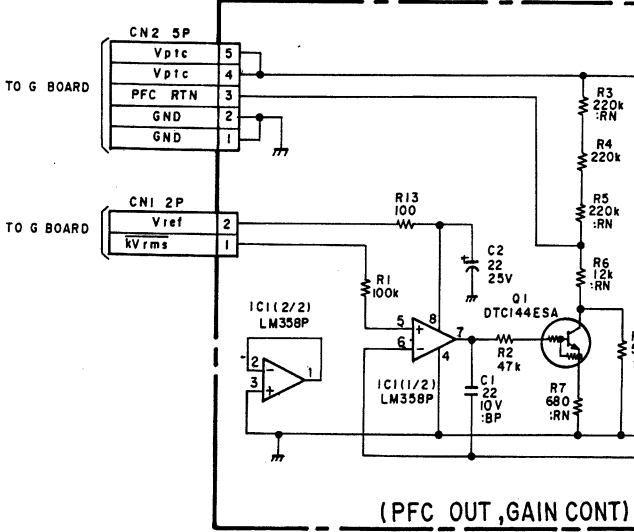 CN2 5P
Vptc 5
Vptc 4
TO G BOARD
PFC RTN 3
GND 2
GND 1
R3
220k
:RN
R4
220k
R5
220k
:RN
CN1 2P
Vref 2
TO G BOARD
kVrms 1
R13
100
C2
22
25V
+
R6
12k
:RN
R1
100k
Q1
DTC144ESA
IC1(2/2)
LM358P
5 + 8 7
6 - 4
R2
47k
2 - 1
3 +
IC1(1/2)
LM358P
C1
22
10V
:BP
R7
680
:RN
(PFC OUT ,GAIN CONT)